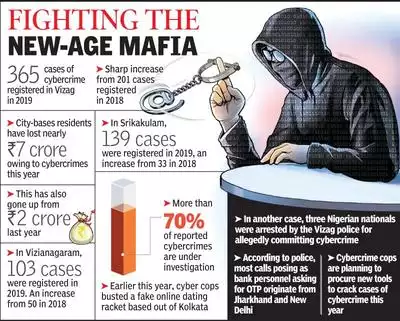 FIGHTING THE
NEW-AGE MAFIA
365 cases of
cybercrime
registered in Vizag
in 2019
➤ Sharp increase
from 201 cases
registered
in 2018
➤ City-bases residents
have lost nearly
₹7 crore
owing to cybercrimes
this year
➤ In Srikakulam,
139 cases
were registered in 2019, an
increase from 33 in 2018
➤ This has also
gone up from
₹2 crore
last year
➤ In Vizianagaram,
103 cases
were registered
in 2019. An increase
from 50 in 2018
➤ More than
70%
of reported
cybercrimes
are under
investigation
➤ Earlier this year, cyber cops
busted a fake online dating
racket based out of Kolkata
➤ In another case, three Nigerian nationals
were arrested by the Vizag police for
allegedly committing cybercrime
➤ According to police,
most calls posing as
bank personnel asking
for OTP originate from
Jharkhand and New
Delhi
➤ Cybercrime cops
are planning to
procure new tools
to crack cases of
cybercrime this
year